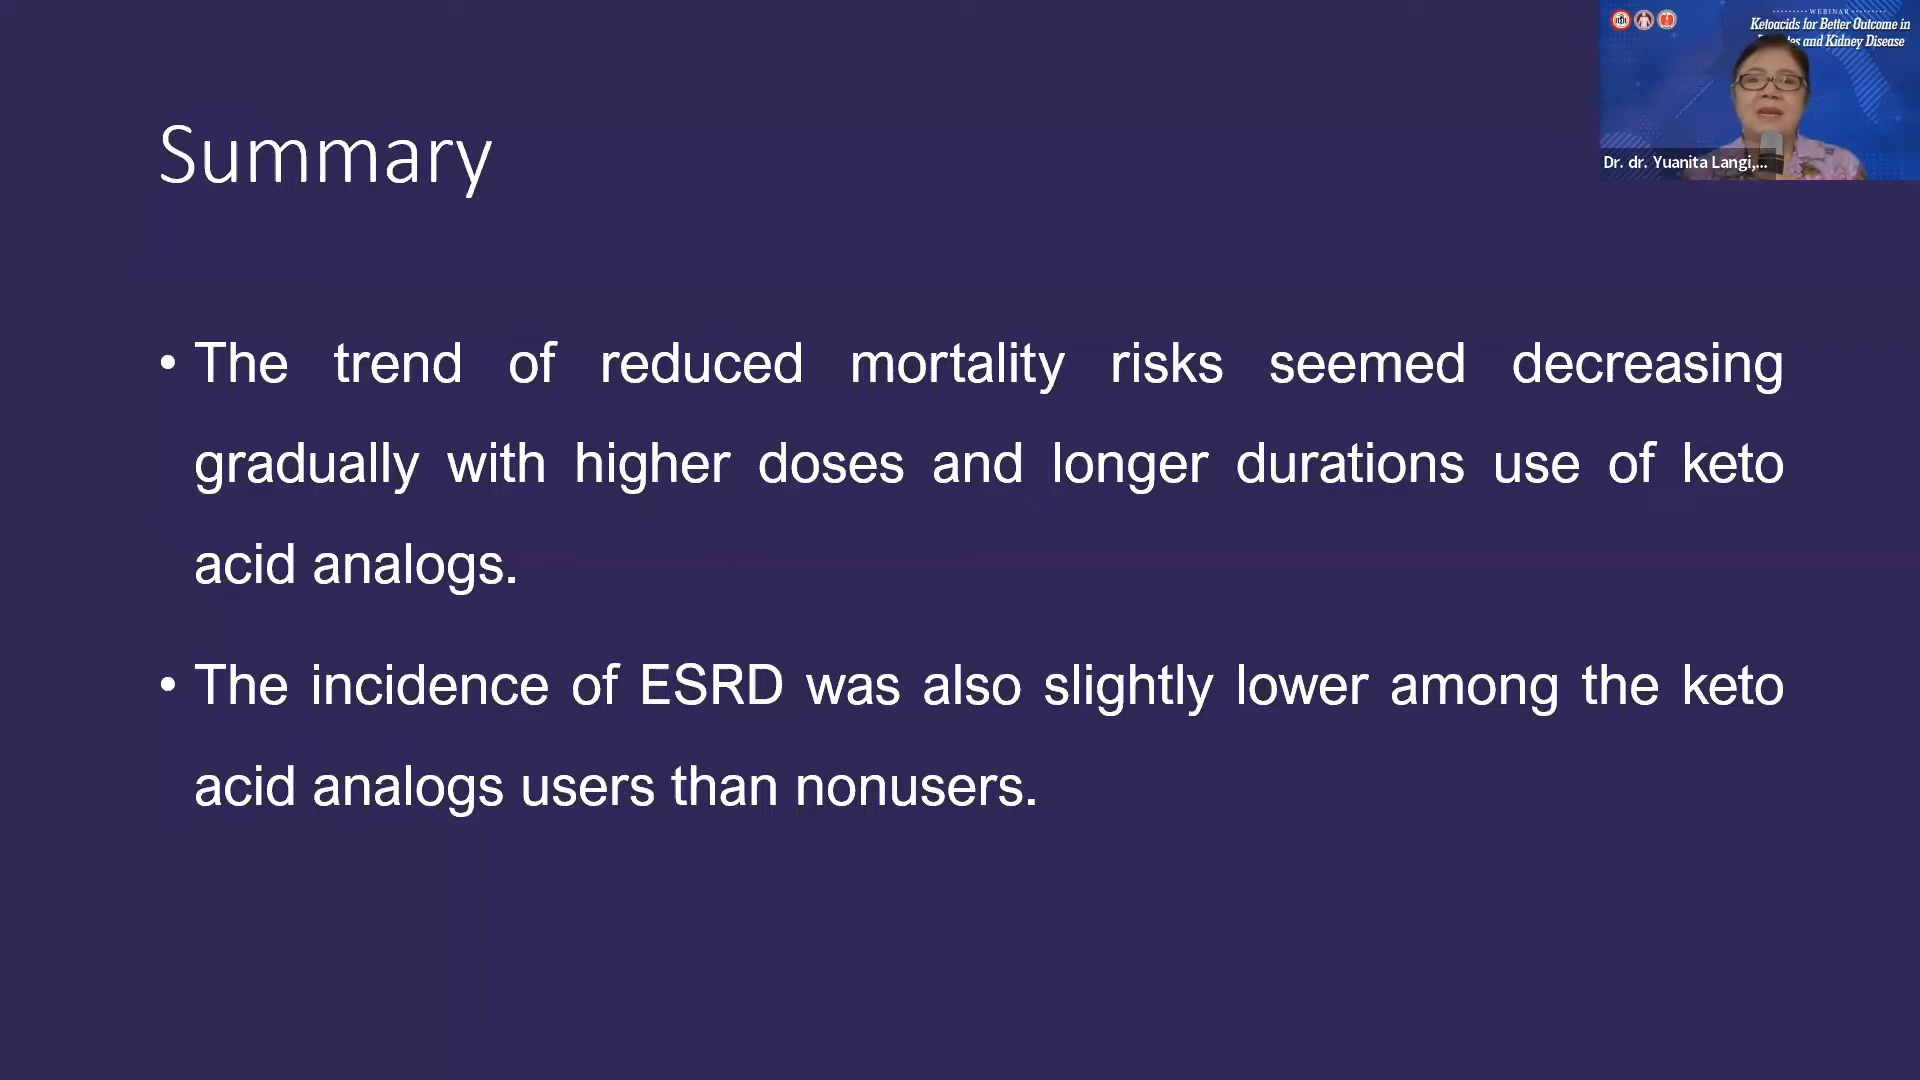 WEBINAR
Ketoacids for Better Outcome in
and Kidney Disease
Dr. dr. Yuanita Langi,...
Summary
• The trend of reduced mortality risks seemed decreasing
gradually with higher doses and longer durations use of keto
acid analogs.
• The incidence of ESRD was also slightly lower among the keto
acid analogs users than nonusers.